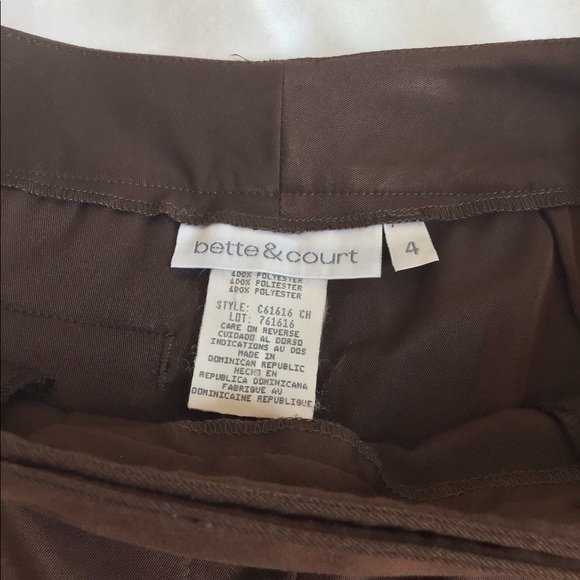 bette & court
4
100% POLYESTER
100% POLIESTER
100% POLYESTER
STYLE: C61616 CH
LOT: 761616
CARE ON REVERSE
CUIDADO AL DORSO
INDICATIONS AU DOS
MADE IN
DOMINICAN REPUBLIC
HECHO EN
REPUBLICA DOMINICANA
FABRIQUE AU
DOMINICAINE REPUBLIQUE